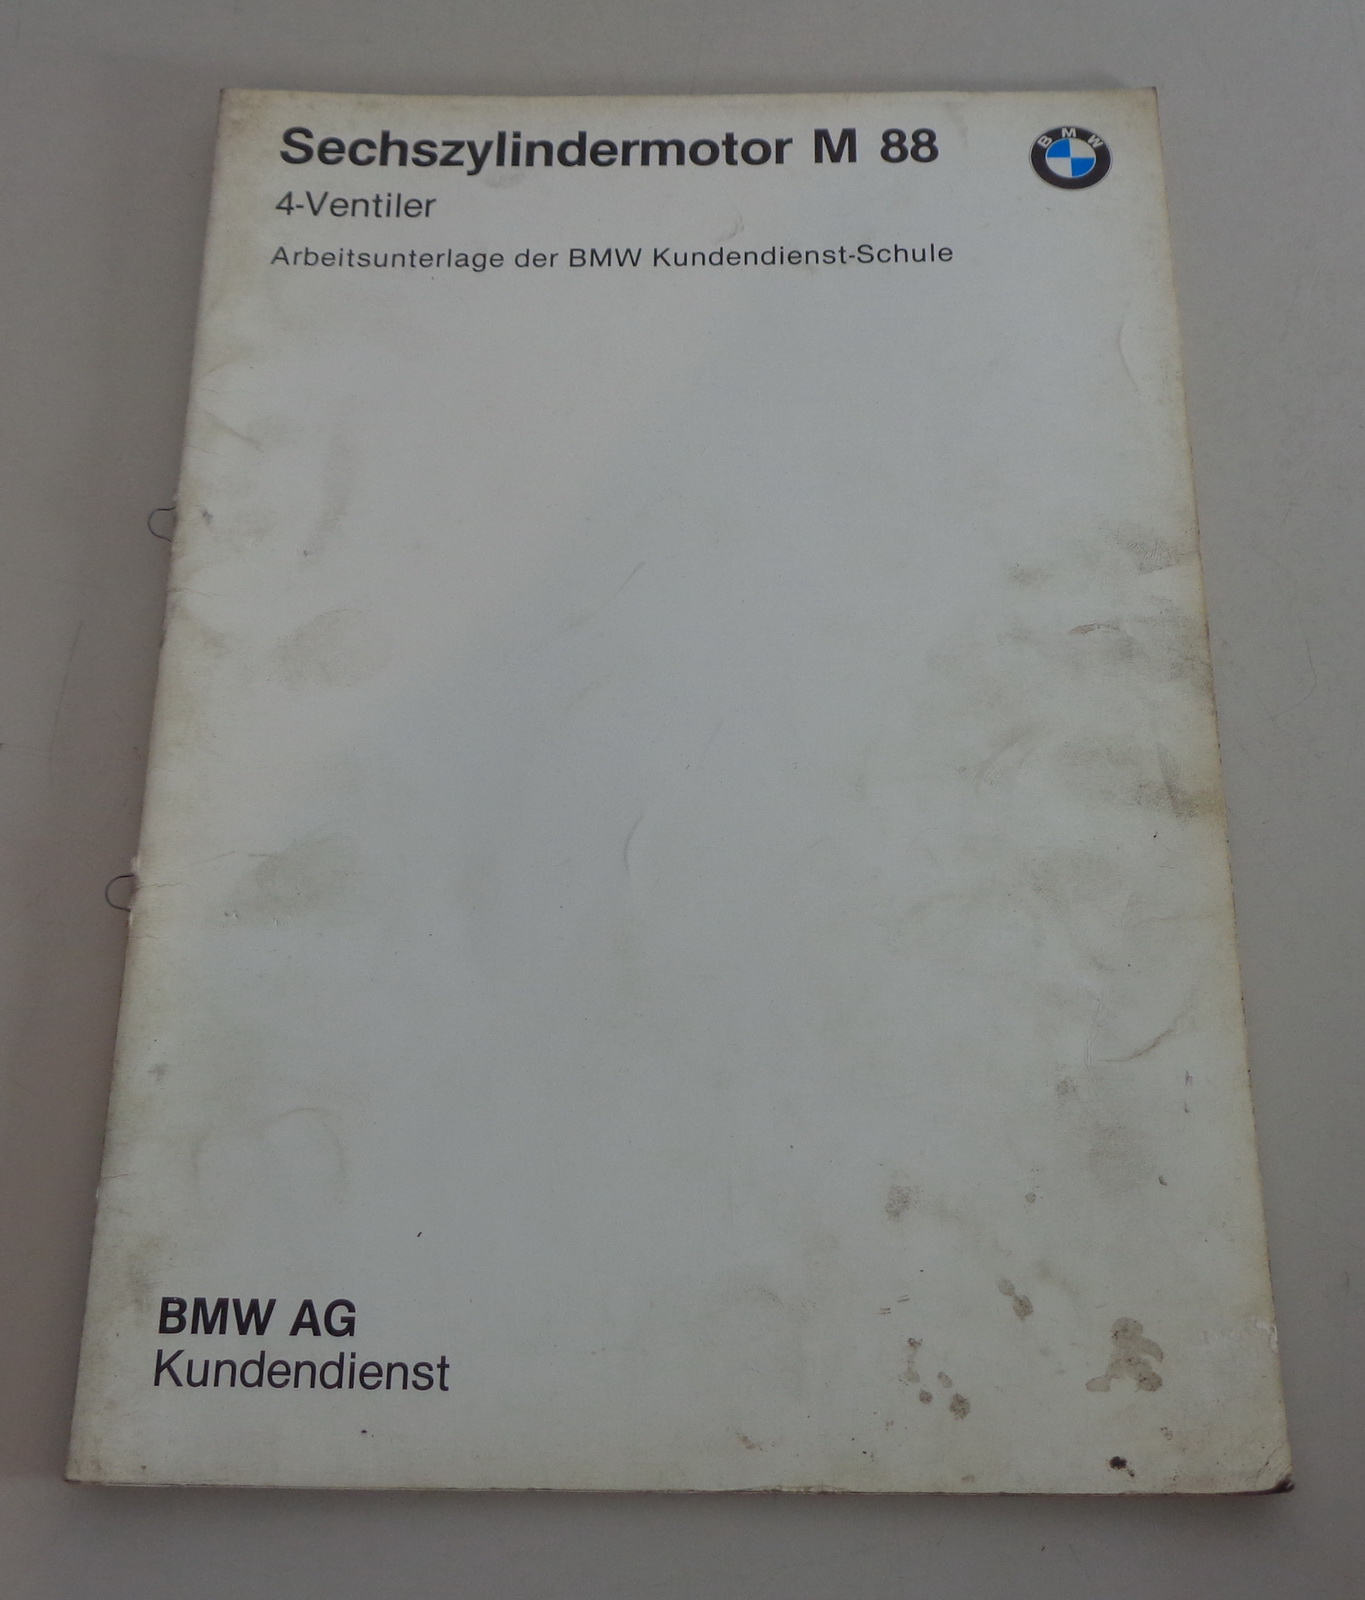 Sechszylindermotor M 88
BMW
4-Ventiler
Arbeitsunterlage der BMW Kundendienst-Schule
BMW AG
Kundendienst